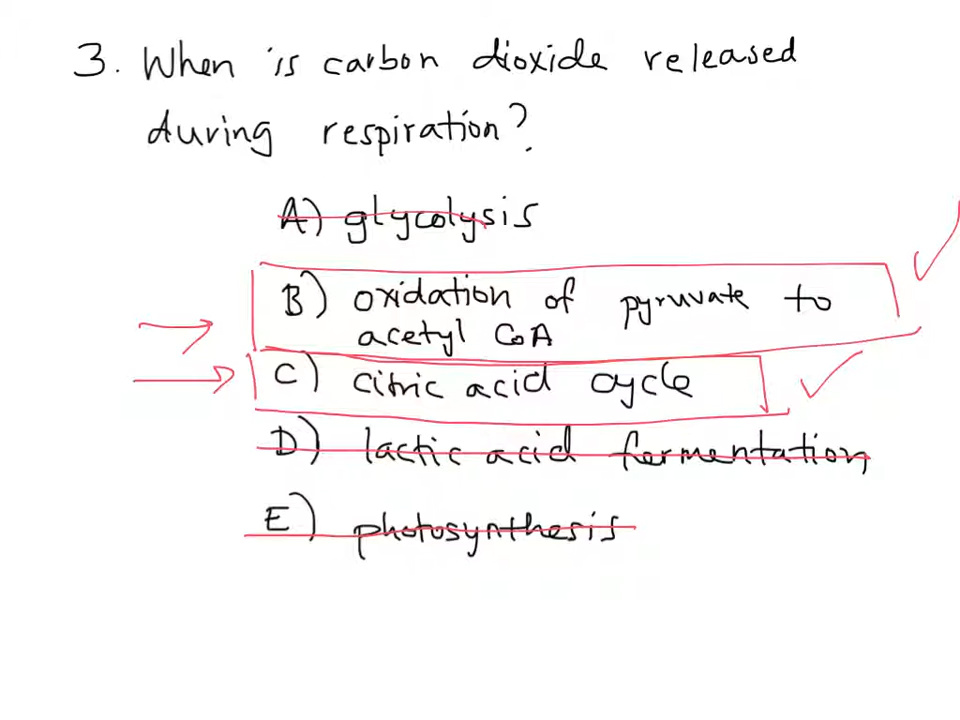 3. When is carbon dioxide released
during respiration?
A) glycolysis
B) oxidation of pyruvate to
acetyl CoA
C) citric acid cycle
D) lactic acid fermentation
E) photosynthesis